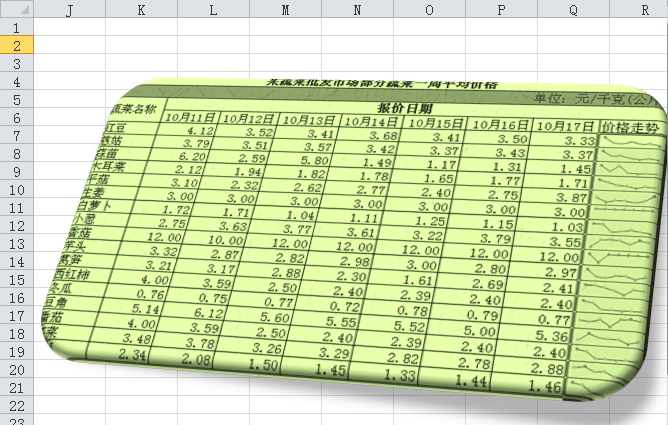 J K L M N O P Q R
1
2
3
4
蔬菜批发市场部分蔬菜一周平均价格
5
单位：元/千克(公
蔬菜名称 报价日期
6
10月11日 10月12日 10月13日 10月14日 10月15日 10月16日 10月17日 价格走势
7
红豆 4.12 3.52 3.41 3.68 3.41 3.50 3.33
8
3.79 3.51 3.57 3.42 3.37 3.43 3.37
9
蒜苗 6.20 2.59 5.80 1.49 1.17 1.31 1.45
木耳菜 2.12 1.94 1.82 1.78 1.65 1.77 1.71
10
平菇 3.10 2.32 2.62 2.77 2.40 2.75 3.87
11
生姜 3.00 3.00 3.00 3.00 3.00 3.00 3.00
白萝卜 1.72 1.71 1.04 1.11 1.25 1.15 1.03
12
小葱 2.75 3.63 3.77 3.61 3.22 3.79 3.55
13
香菇 12.00 10.00 12.00 12.00 12.00 12.00 12.00
芋头 3.32 2.87 2.82 2.98 3.00 2.80 2.97
14
莴笋 3.21 3.17 2.88 2.30 1.61 2.69 2.41
15
西红柿 4.00 3.59 2.50 2.40 2.39 2.40 2.40
16
冬瓜 0.76 0.75 0.77 0.72 0.78 0.79 0.77
豆角 5.14 6.12 5.60 5.55 5.52 5.00 5.36
17
番茄 4.00 3.59 2.50 2.40 2.39 2.40 2.40
18
菜 3.48 3.78 3.26 3.29 2.82 2.78 2.88
19
2.34 2.08 1.50 1.45 1.33 1.44 1.46
20
21
22
23